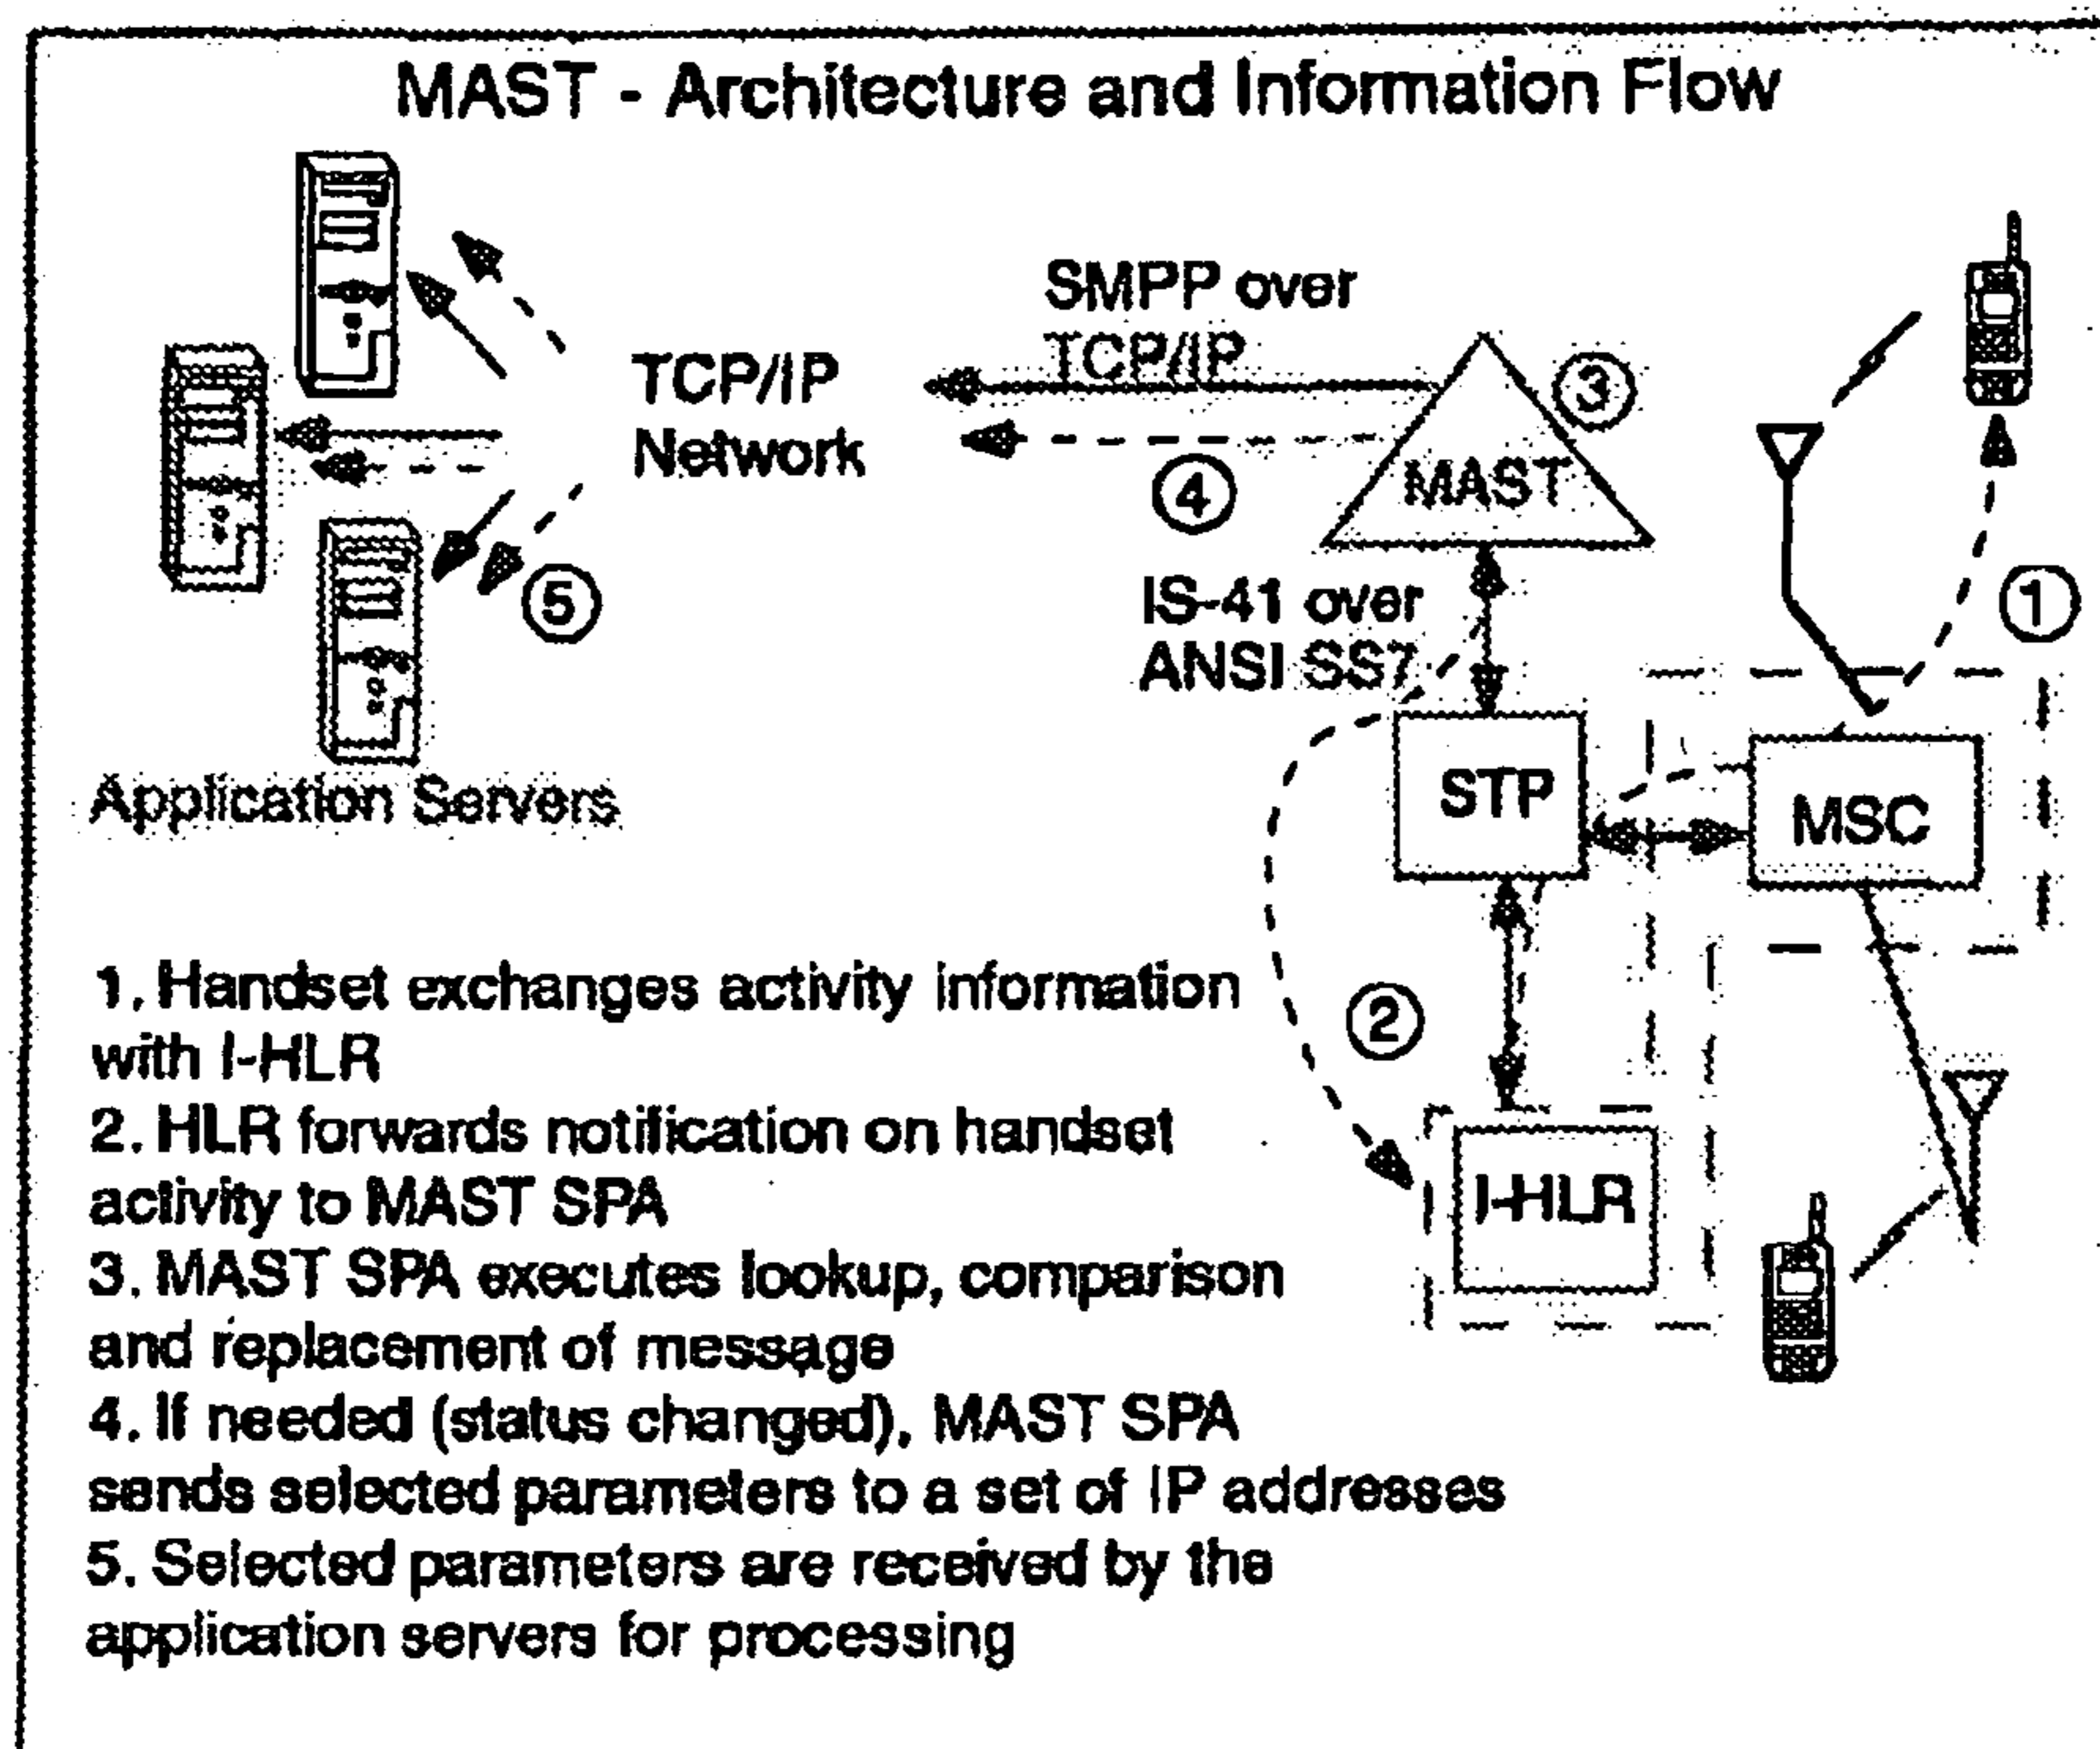 MAST - Architecture and Information Flow
SMPP over
TCP/IP
TCP/IP
Network
3
MAST
4
1
5
IS-41 over
ANSI SS7
STP
MSC
Application Servers
2
I-HLR
1. Handset exchanges activity information
with I-HLR
2. HLR forwards notification on handset
activity to MAST SPA
3. MAST SPA executes lookup, comparison
and replacement of message
4. If needed (status changed), MAST SPA
sends selected parameters to a set of IP addresses
5. Selected parameters are received by the
application servers for processing